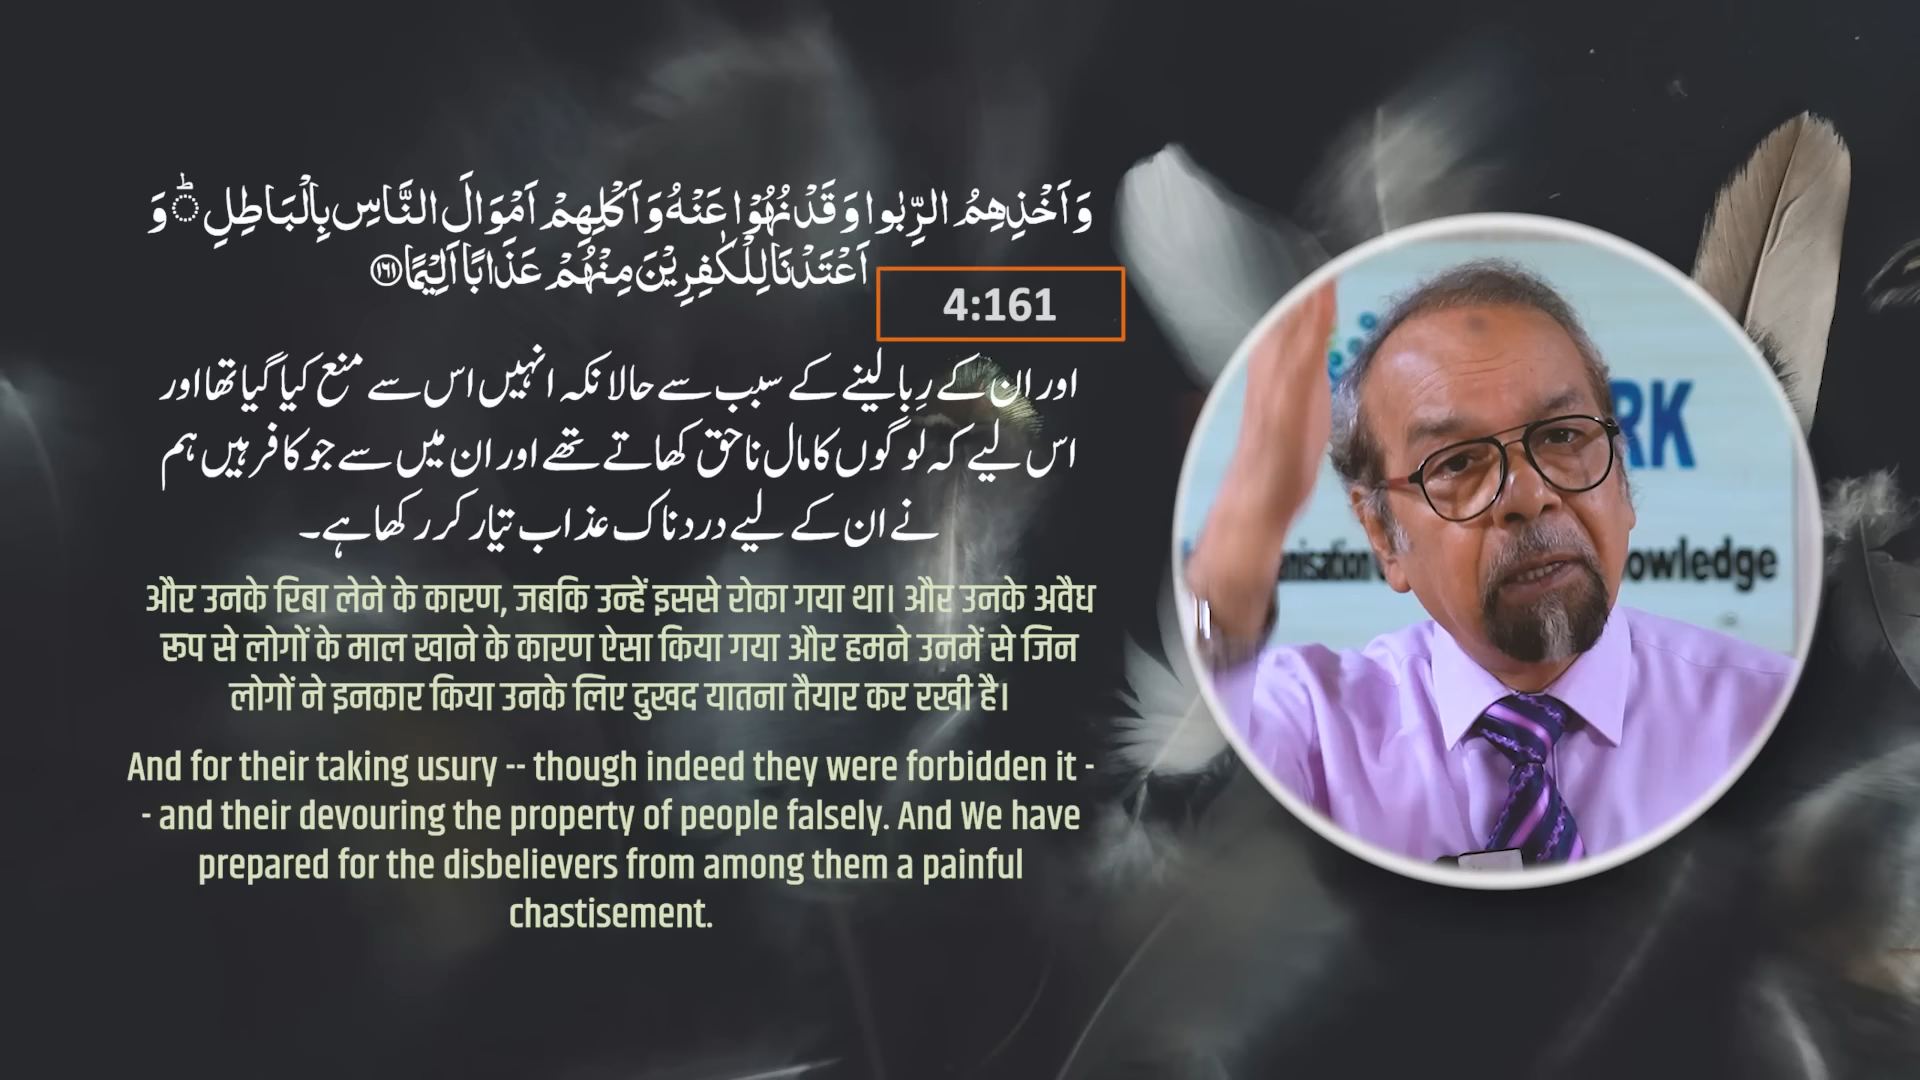 وَّاَخْذِهِمُ الرِّبٰوا وَقَدْ نُهُوْا عَنْهُ وَاَكْلِهِمْ اَمْوَالَ النَّاسِ بِالْبَاطِلِ ؕ وَ
اَعْتَدْنَا لِلْكٰفِرِيْنَ مِنْهُمْ عَذَابًا اَلِيْمًا ۱۶۱
4:161
اور ان کے رِبا لینے کے سبب سے حالانکہ انہیں اس سے منع کیا گیا تھا اور
اس لیے کہ لوگوں کا مال ناحق کھاتے تھے اور ان میں سے جو کافر ہیں ہم
نے ان کے لیے دردناک عذاب تیار کر رکھا ہے۔
और उनके रिबा लेने के कारण, जबकि उन्हें इससे रोका गया था। और उनके अवैध
रूप से लोगों के माल खाने के कारण ऐसा किया गया और हमने उनमें से जिन
लोगों ने इनकार किया उनके लिए दुखद यातना तैयार कर रखी है।
And for their taking usury -- though indeed they were forbidden it -
- and their devouring the property of people falsely. And We have
prepared for the disbelievers from among them a painful
chastisement.
RK